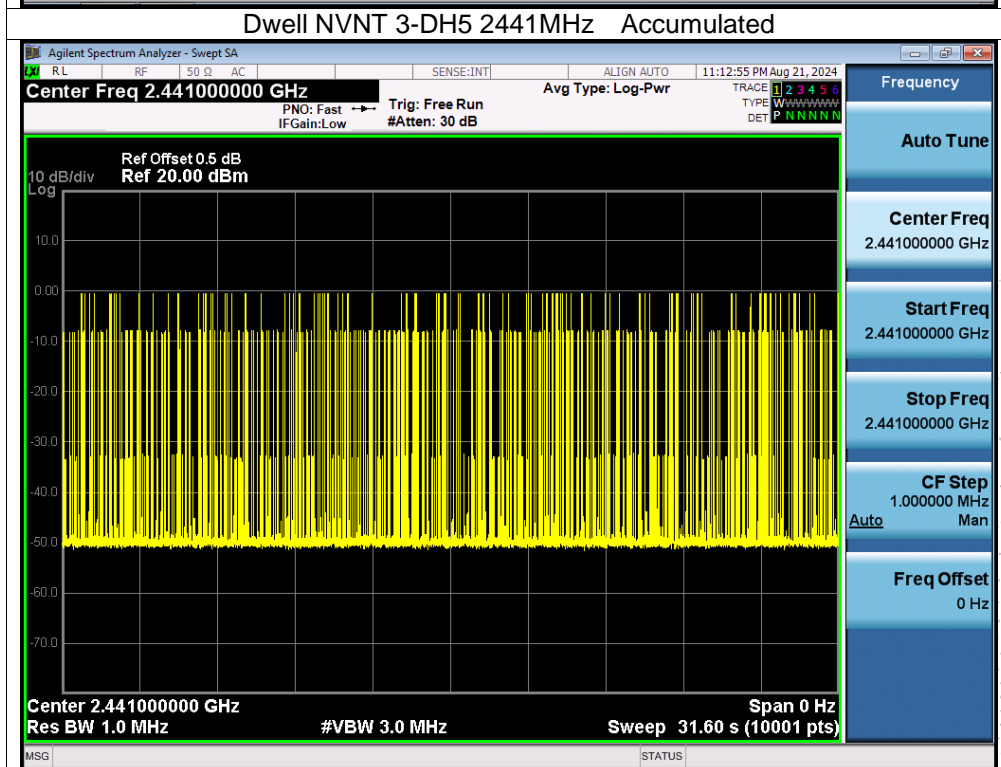 Dwell NVNT 3-DH5 2441MHz    Accumulated
Agilent Spectrum Analyzer - Swept SA
LXI RL RF 50 Ω AC SENSE:INT ALIGN AUTO 11:12:55 PM Aug 21, 2024
Center Freq 2.441000000 GHz
Avg Type: Log-Pwr
TRACE 1 2 3 4 5 6
PNO: Fast
Trig: Free Run
TYPE WWWWWWW
IFGain:Low
#Atten: 30 dB
DET P N N N N N
Frequency
Auto Tune
Center Freq
2.441000000 GHz
Start Freq
2.441000000 GHz
Stop Freq
2.441000000 GHz
CF Step
1.000000 MHz
Auto Man
Freq Offset
0 Hz
Ref Offset 0.5 dB
10 dB/div Ref 20.00 dBm
Log
10.0
0.00
-10.0
-20.0
-30.0
-40.0
-50.0
-60.0
-70.0
Center 2.441000000 GHz Span 0 Hz
Res BW 1.0 MHz #VBW 3.0 MHz Sweep 31.60 s (10001 pts)
MSG STATUS